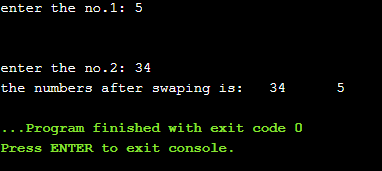 enter the no.1: 5
enter the no.2: 34
the numbers after swaping is: 34 5
...Program finished with exit code 0
Press ENTER to exit console.